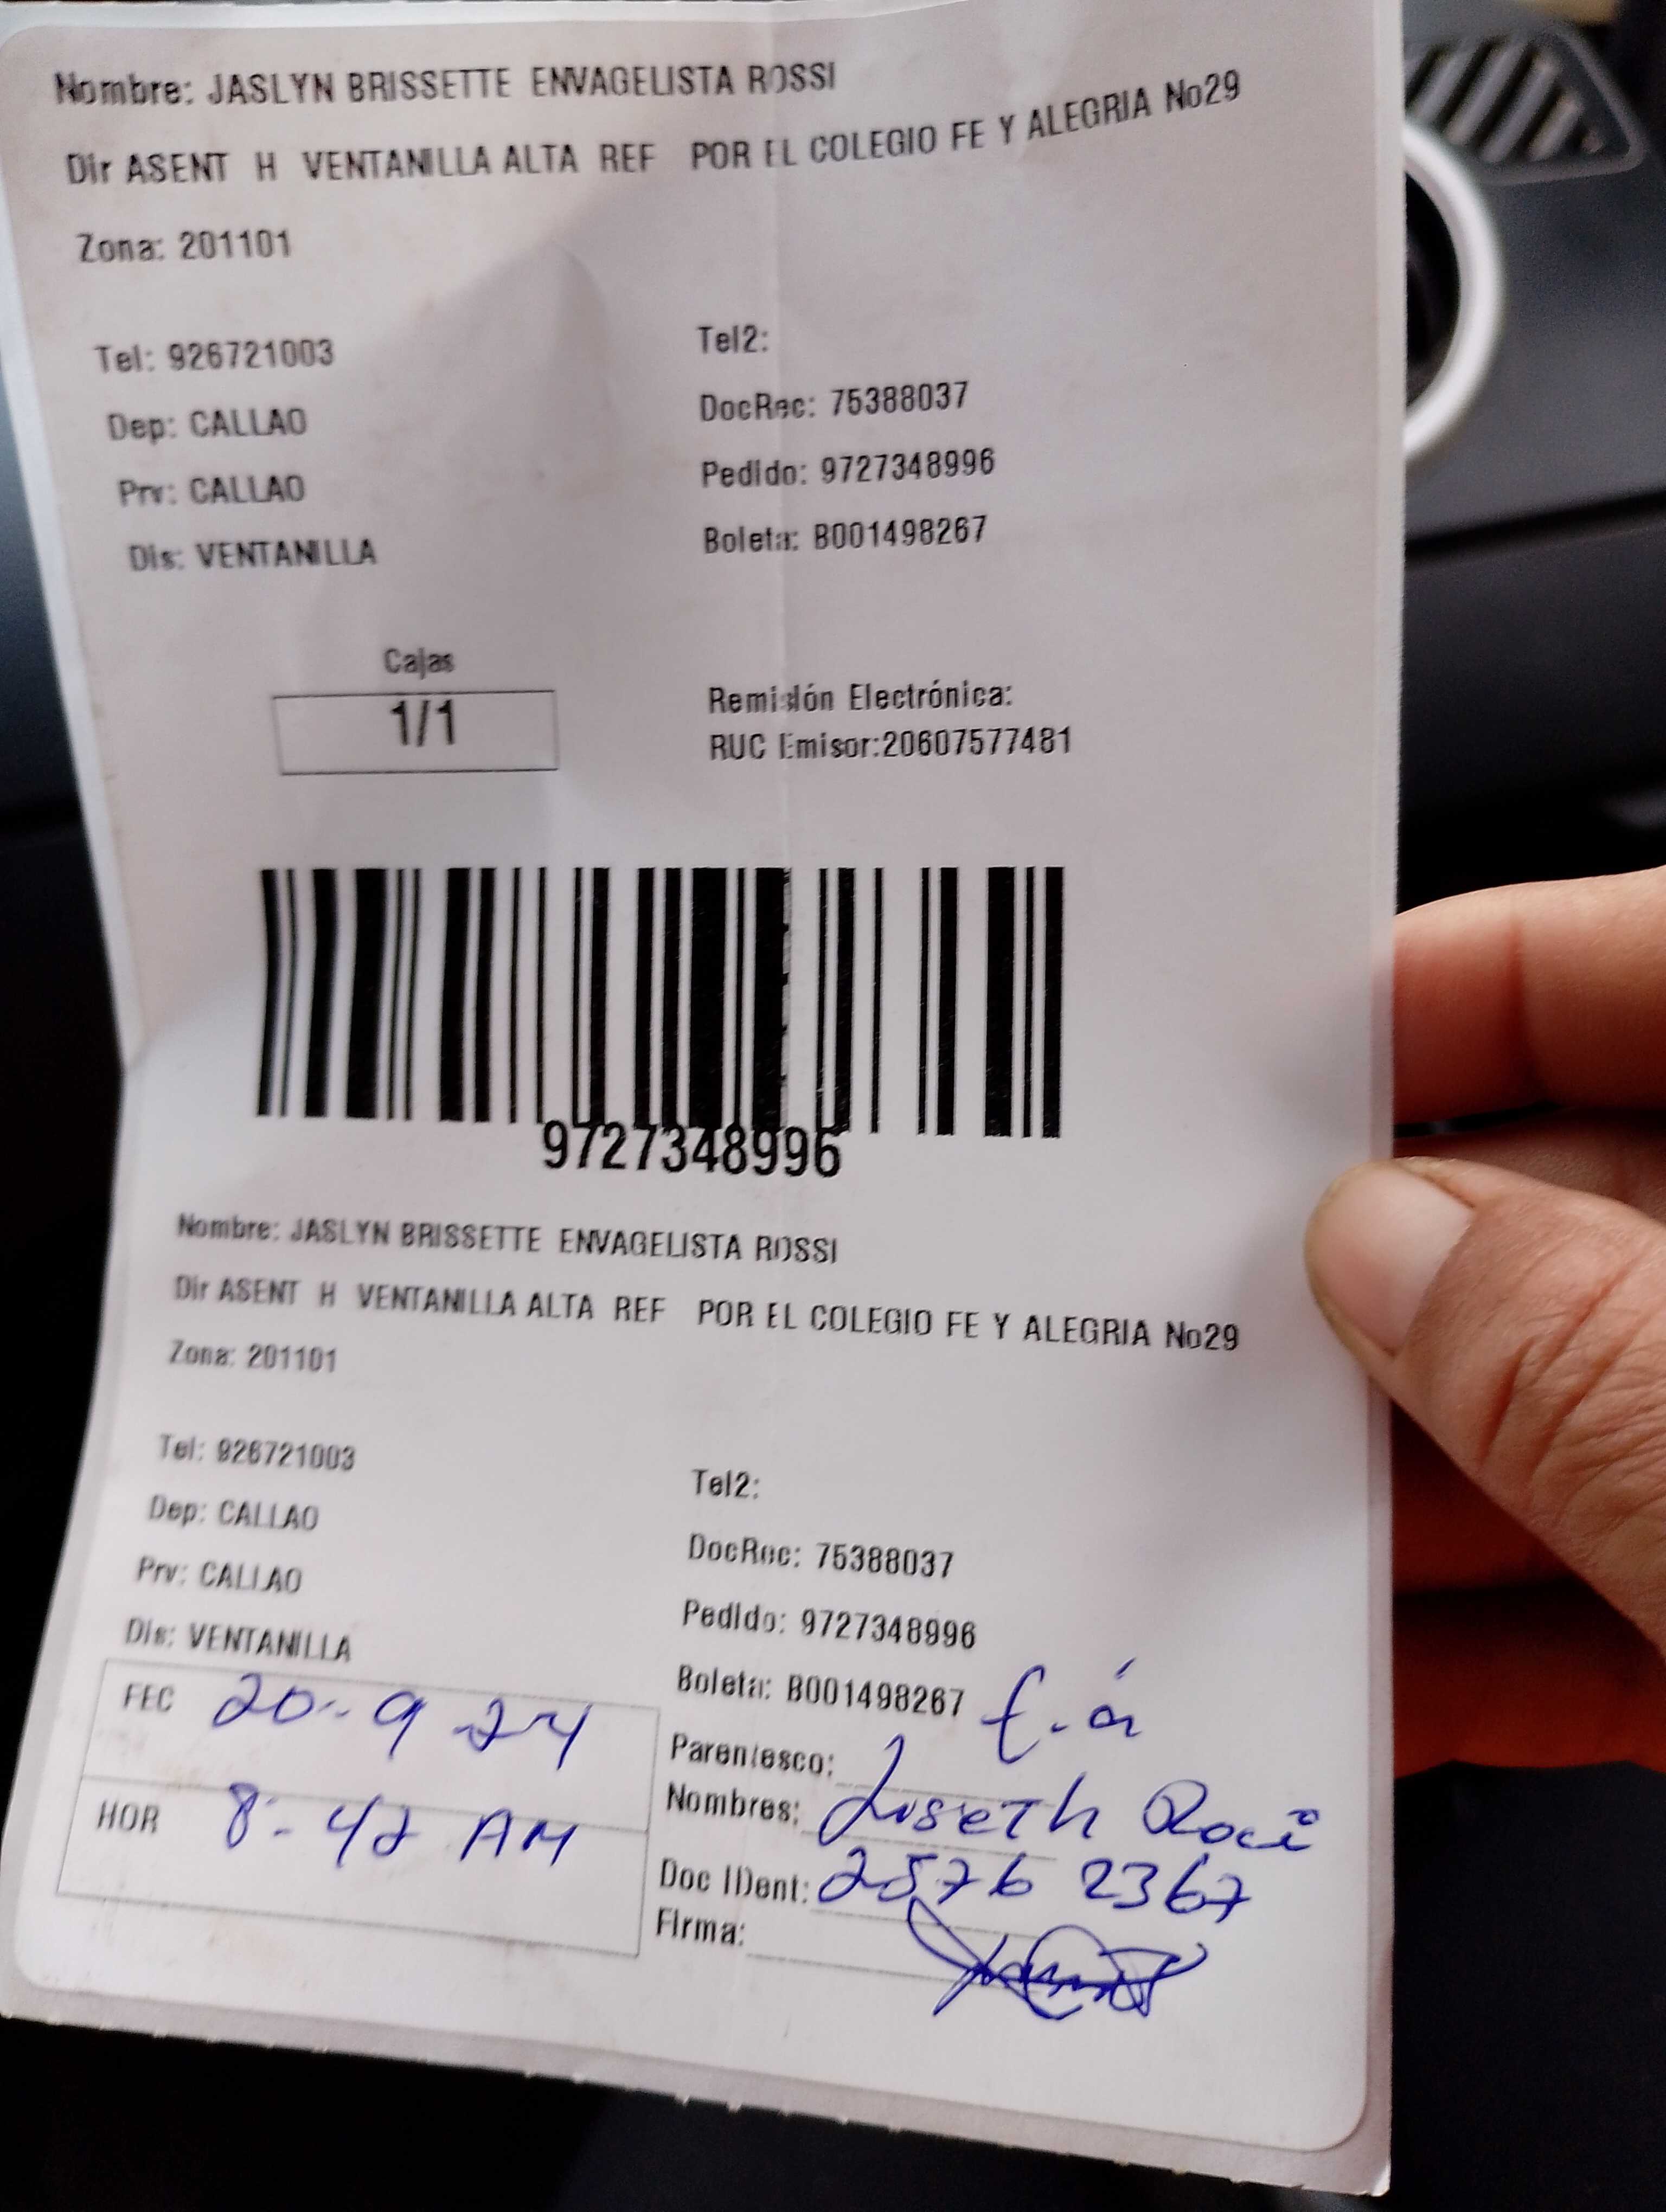 Nombre: JASLYN BRISSETTE ENVAGELISTA ROSSI
Dir ASENT H VENTANILLA ALTA REF POR EL COLEGIO FE Y ALEGRIA No29
Zona: 201101
Tel: 926721003
Tel2:
Dep: CALLAO
DocRec: 75388037
Prv: CALLAO
Pedido: 9727348996
Dis: VENTANILLA
Boleta: B001498267
Cajas
1/1
Remisión Electrónica:
RUC Emisor:20607577481
9727348996
Nombre: JASLYN BRISSETTE ENVAGELISTA ROSSI
Dir ASENT H VENTANILLA ALTA REF POR EL COLEGIO FE Y ALEGRIA No29
Zona: 201101
Tel: 926721003
Tel2:
Dep: CALLAO
DocRec: 75388037
Prv: CALLAO
Pedido: 9727348996
Dis: VENTANILLA
Boleta: B001498267
FEC 20-9-24
Parentesco:
HOR 8-42 AM
Nombres:
Doc IDent: 2576 2367
Firma: